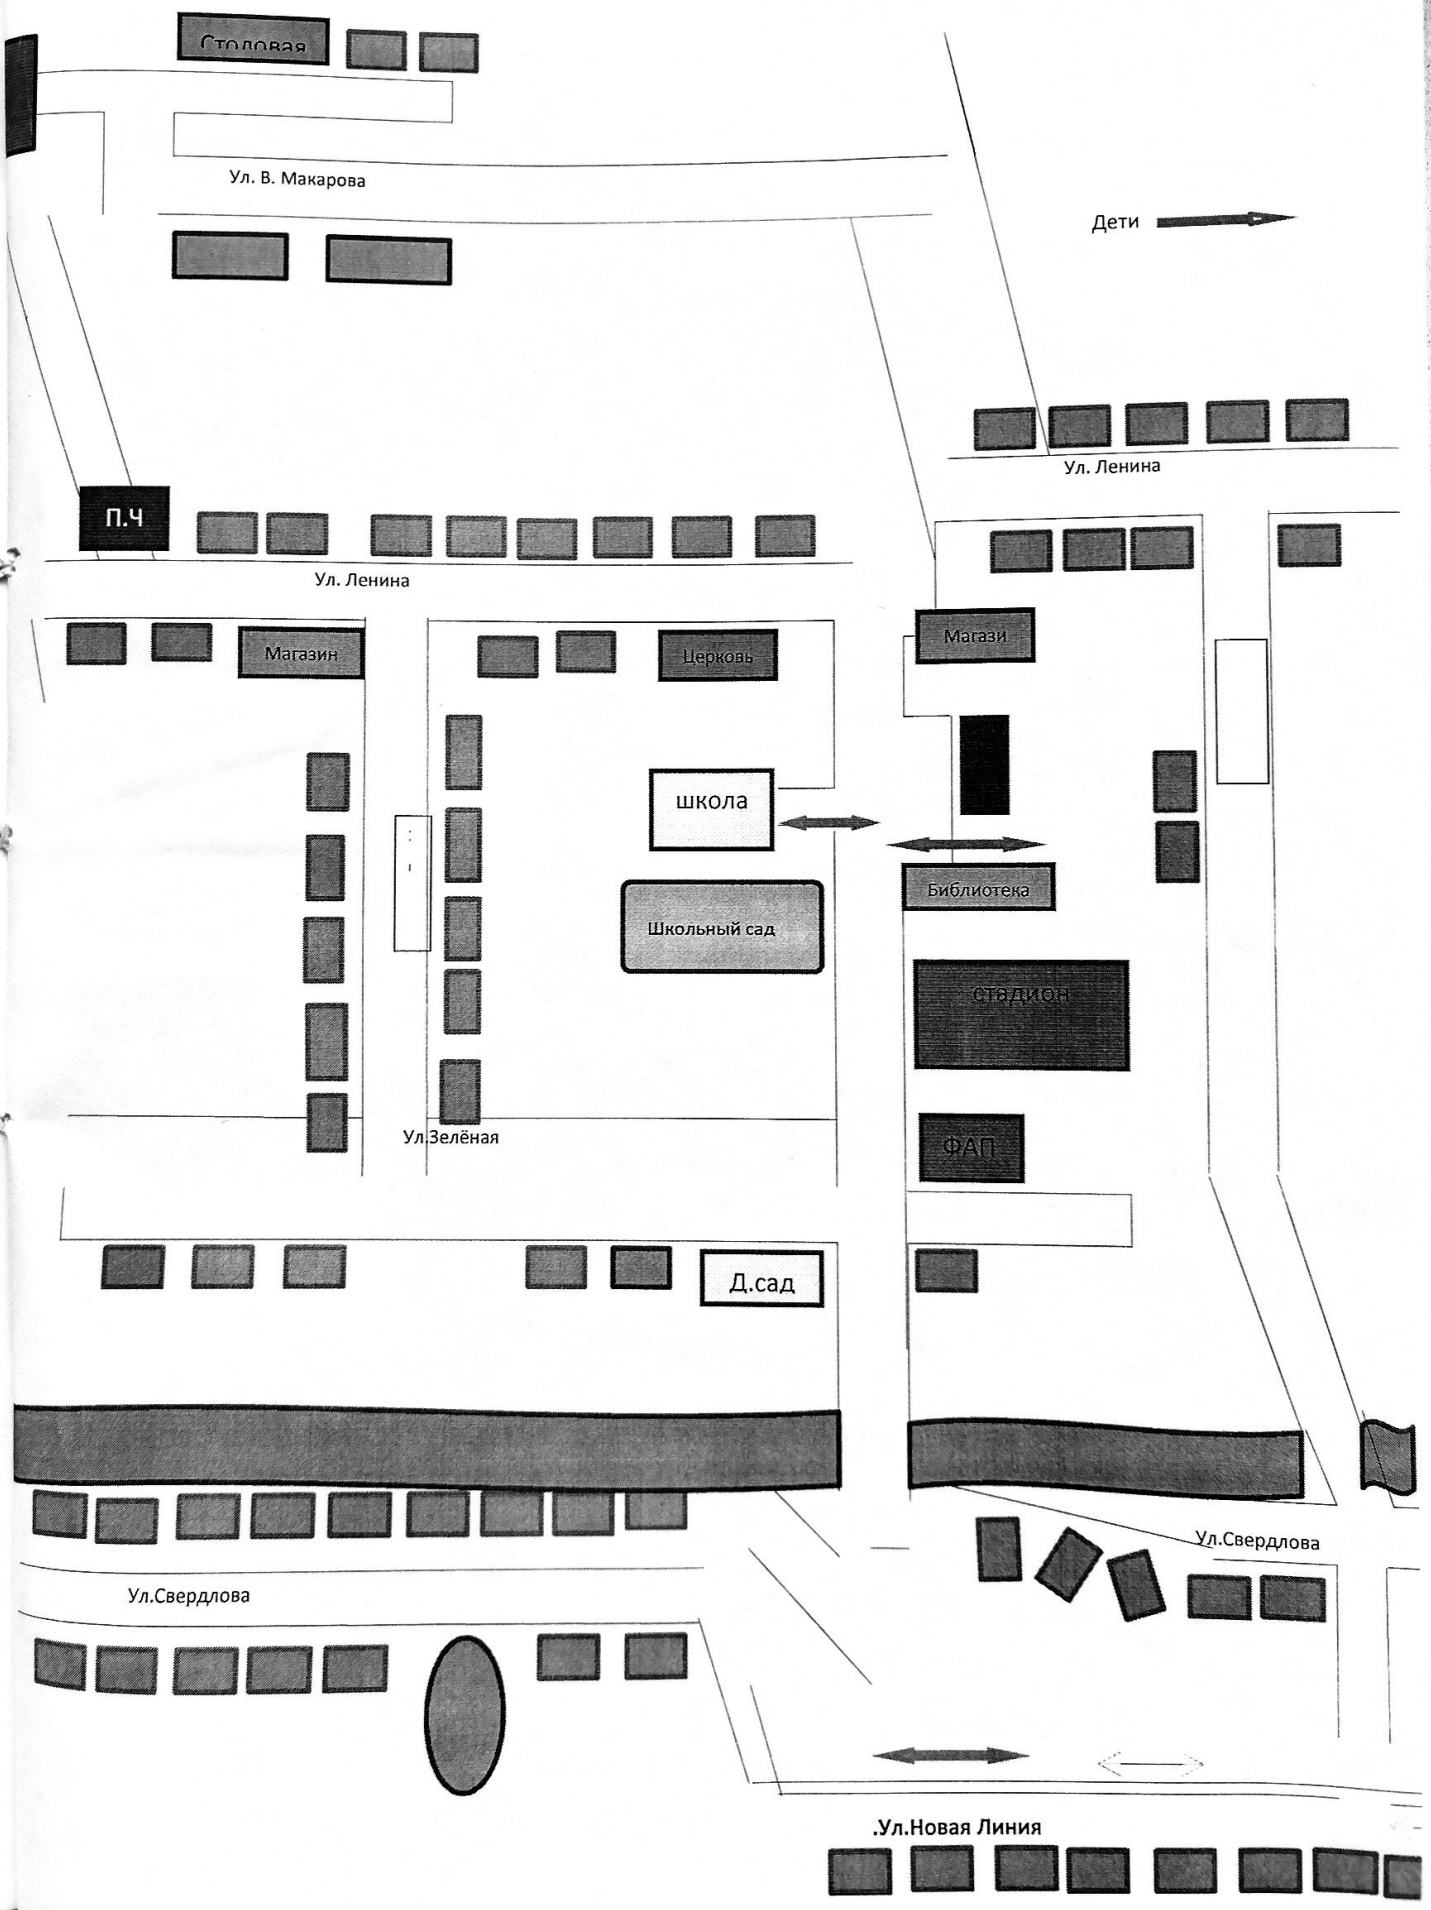 Столовая
Ул. В. Макарова
Дети
Ул. Ленина
П.Ч
Ул. Ленина
Магазин
Церковь
Магази
школа
Библиотека
Школьный сад
стадион
ФАП
Ул.Зелёная
Д.сад
Ул.Свердлова
Ул.Свердлова
.Ул.Новая Линия